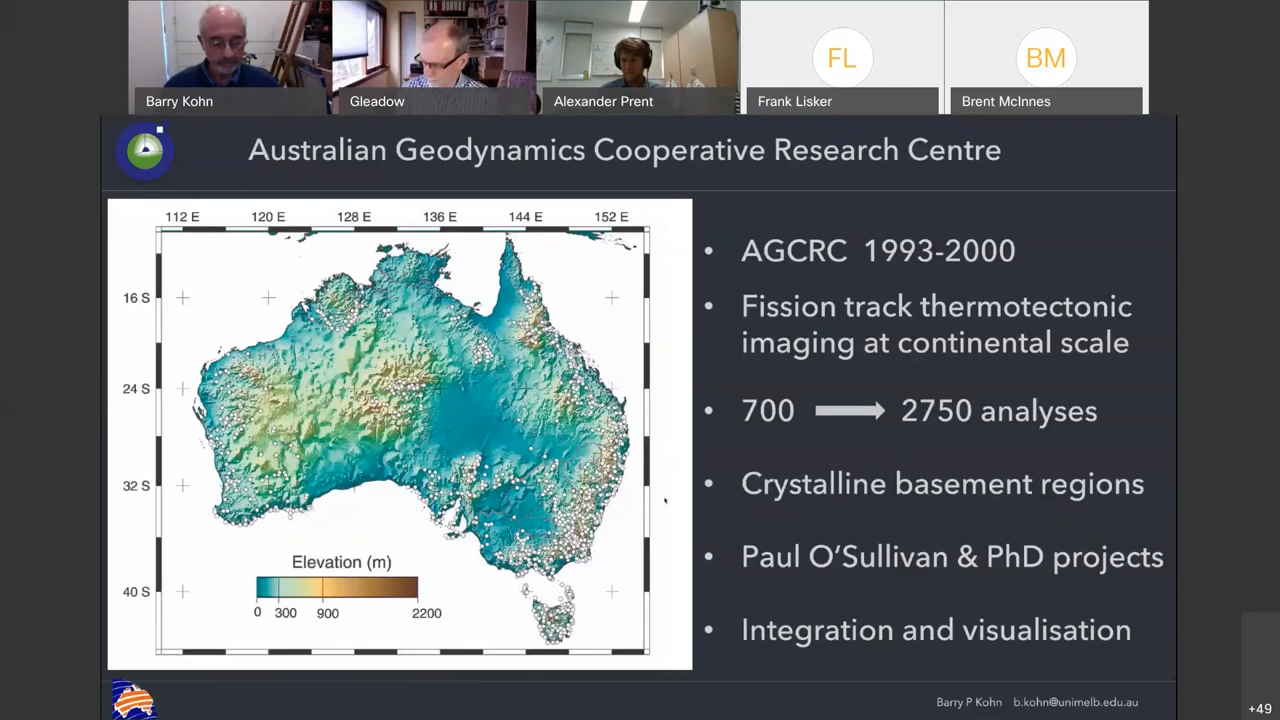 FL
BM
Barry Kohn
Gleadow
Alexander Prent
Frank Lisker
Brent McInnes
Australian Geodynamics Cooperative Research Centre
112 E 120 E 128 E 136 E 144 E 152 E
16 S
24 S
32 S
40 S
Elevation (m)
0 300 900 2200
• AGCRC 1993-2000
• Fission track thermotectonic
imaging at continental scale
• 700 2750 analyses
• Crystalline basement regions
• Paul O'Sullivan & PhD projects
• Integration and visualisation
Barry P Kohn b.kohn@unimelb.edu.au
+49